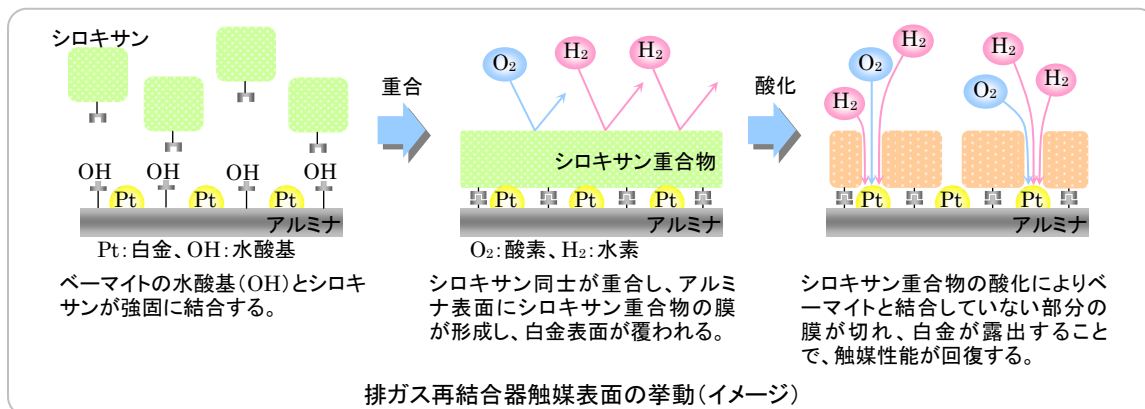 シロキサン
OH
OH
OH
OH
Pt
Pt
Pt
アルミナ
Pt:白金、OH:水酸基
ベーマイトの水酸基(OH)とシロキ
サンが強固に結合する。
重合
O₂
H₂
H₂
シロキサン重合物
Pt
Pt
Pt
アルミナ
O₂:酸素、H₂:水素
シロキサン同士が重合し、アルミ
ナ表面にシロキサン重合物の膜
が形成し、白金表面が覆われる。
酸化
H₂
O₂
H₂
H₂
O₂
H₂
Pt
Pt
Pt
アルミナ
シロキサン重合物の酸化によりベ
ーマイトと結合していない部分の
膜が切れ、白金が露出すること
で、触媒性能が回復する。
排ガス再結合器触媒表面の挙動(イメージ)